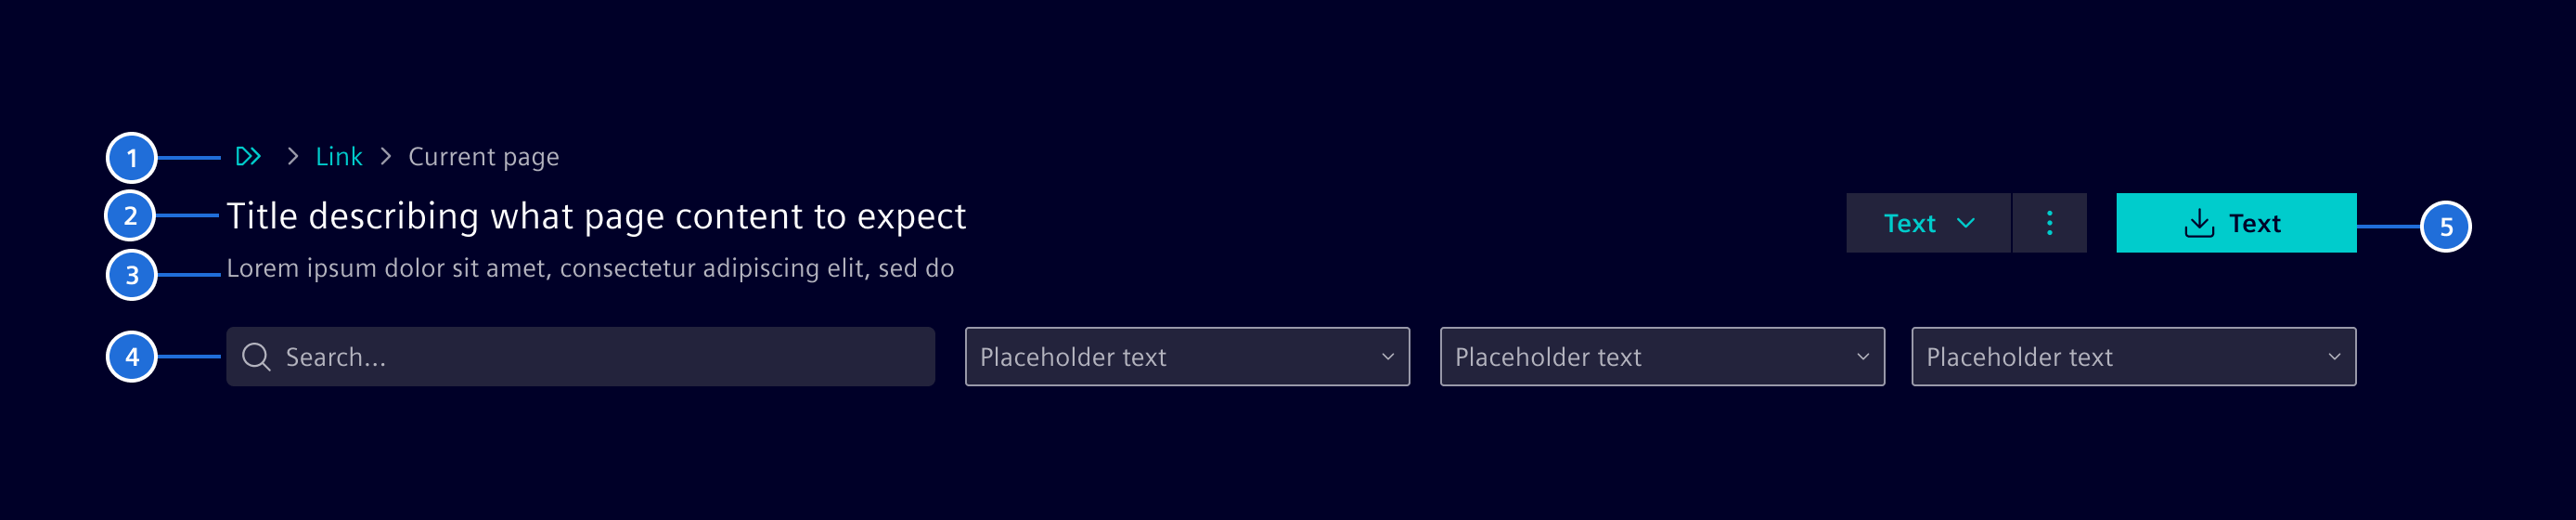 1 Link Current page
2 Title describing what page content to expect Text Text 5
3 Lorem ipsum dolor sit amet, consectetur adipiscing elit, sed do
4 Search... Placeholder text Placeholder text Placeholder text